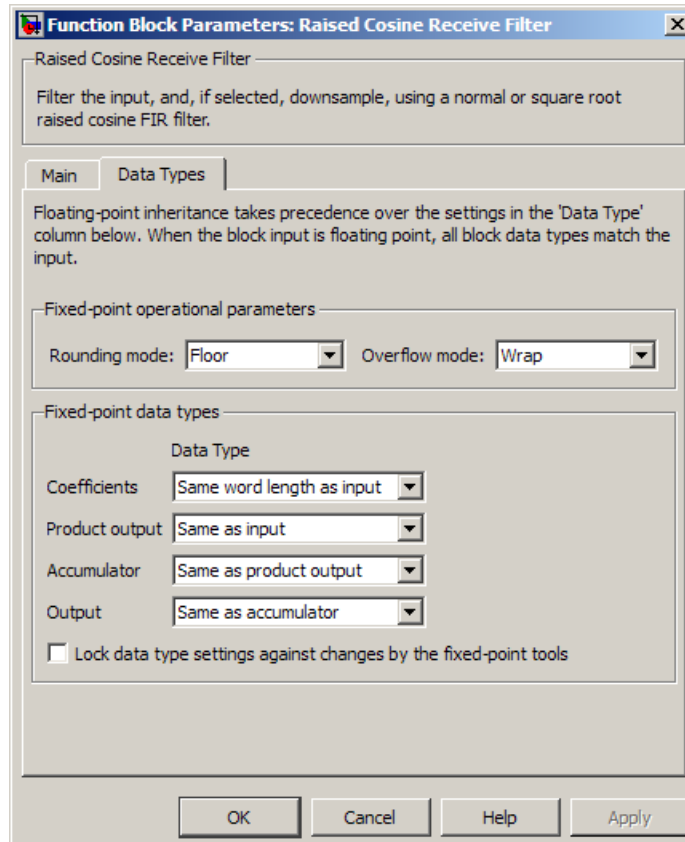 Function Block Parameters: Raised Cosine Receive Filter
Raised Cosine Receive Filter
Filter the input, and, if selected, downsample, using a normal or square root
raised cosine FIR filter.
Main Data Types
Floating-point inheritance takes precedence over the settings in the 'Data Type'
column below. When the block input is floating point, all block data types match the
input.
Fixed-point operational parameters
Rounding mode: Floor Overflow mode: Wrap
Fixed-point data types
Data Type
Coefficients Same word length as input
Product output Same as input
Accumulator Same as product output
Output Same as accumulator
Lock data type settings against changes by the fixed-point tools
OK Cancel Help Apply